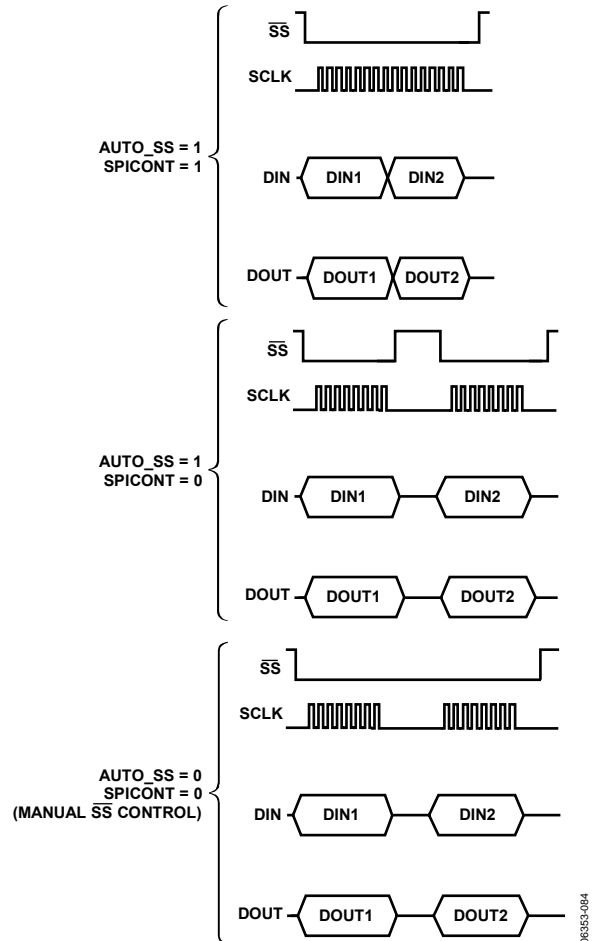 SS
SCLK
AUTO_SS = 1
SPICONT = 1
DIN DIN1 DIN2
DOUT DOUT1 DOUT2
SS
SCLK
AUTO_SS = 1
SPICONT = 0
DIN DIN1 DIN2
DOUT DOUT1 DOUT2
SS
SCLK
AUTO_SS = 0
SPICONT = 0
(MANUAL SS CONTROL)
DIN DIN1 DIN2
DOUT DOUT1 DOUT2
06353-084